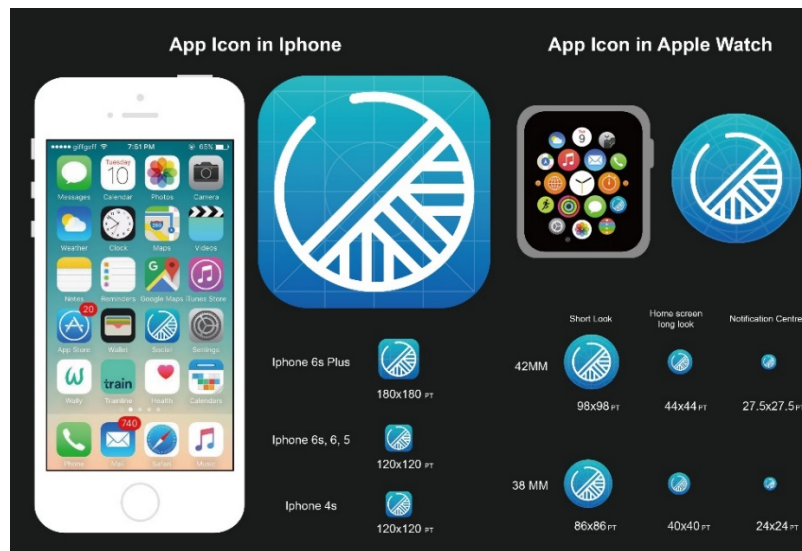 App Icon in Iphone
App Icon in Apple Watch
giffgaff 7:51 PM 65%
Tuesday
10
Messages Calendar Photos Camera
280
Weather Clock Maps Videos
G
Notes Reminders Google Maps iTunes Store
20
App Store Wallet Social Settings
W train
Wally Trainline Health Calendars
740
Phone Mail Safari Music
Iphone 6s Plus
180x180 PT
Iphone 6s, 6, 5
120x120 PT
Iphone 4s
120x120 PT
9
Short Look
Home screen
long look
Notification Centre
42MM
98x98 PT
44x44 PT
27.5x27.5 PT
38 MM
86x86 PT
40x40 PT
24x24 PT